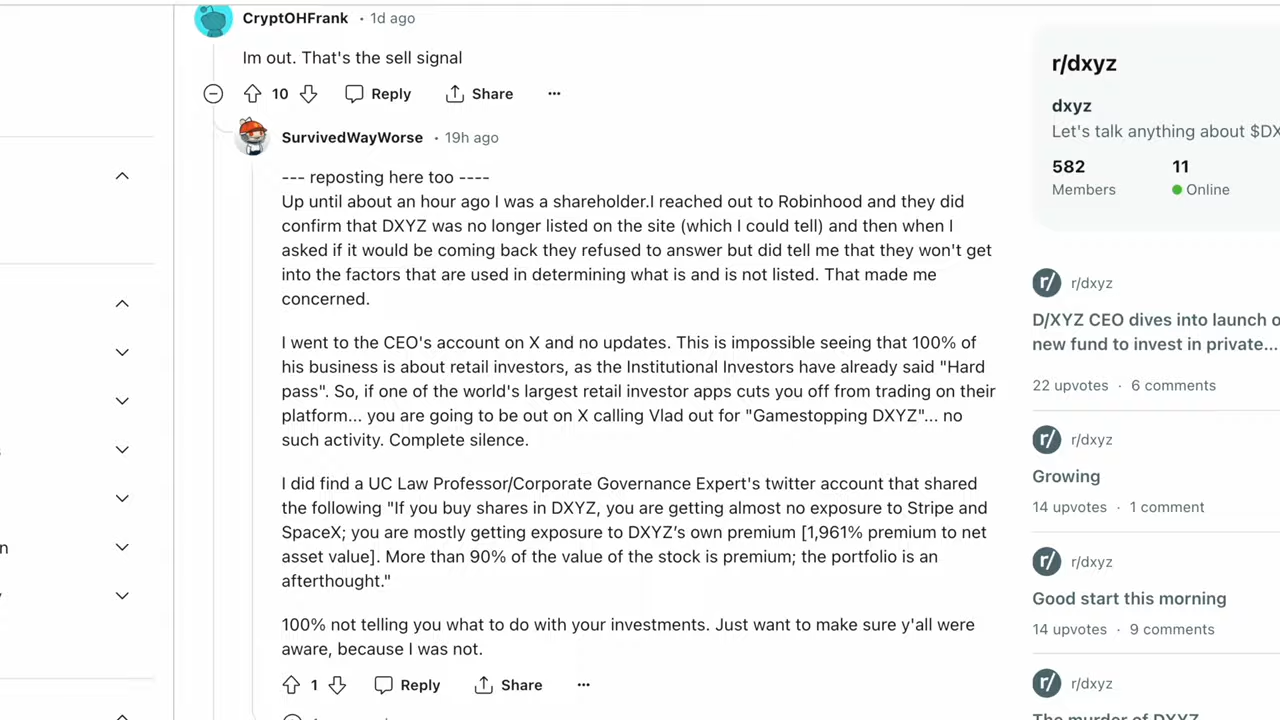 CryptOHFrank • 1d ago
Im out. That's the sell signal
10 Reply Share ...
SurvivedWayWorse • 19h ago
--- reposting here too ----
Up until about an hour ago I was a shareholder.I reached out to Robinhood and they did
confirm that DXYZ was no longer listed on the site (which I could tell) and then when I
asked if it would be coming back they refused to answer but did tell me that they won't get
into the factors that are used in determining what is and is not listed. That made me
concerned.
I went to the CEO's account on X and no updates. This is impossible seeing that 100% of
his business is about retail investors, as the Institutional Investors have already said "Hard
pass". So, if one of the world's largest retail investor apps cuts you off from trading on their
platform... you are going to be out on X calling Vlad out for "Gamestopping DXYZ"... no
such activity. Complete silence.
I did find a UC Law Professor/Corporate Governance Expert's twitter account that shared
the following "If you buy shares in DXYZ, you are getting almost no exposure to Stripe and
SpaceX; you are mostly getting exposure to DXYZ's own premium [1,961% premium to net
asset value]. More than 90% of the value of the stock is premium; the portfolio is an
afterthought."
100% not telling you what to do with your investments. Just want to make sure y'all were
aware, because I was not.
1 Reply Share ...
r/dxyz
dxyz
Let's talk anything about $DX
582 11
Members Online
r/ r/dxyz
D/XYZ CEO dives into launch o
new fund to invest in private...
22 upvotes · 6 comments
r/ r/dxyz
Growing
14 upvotes · 1 comment
r/ r/dxyz
Good start this morning
14 upvotes · 9 comments
r/ r/dxyz
The murder of DXYZ
n